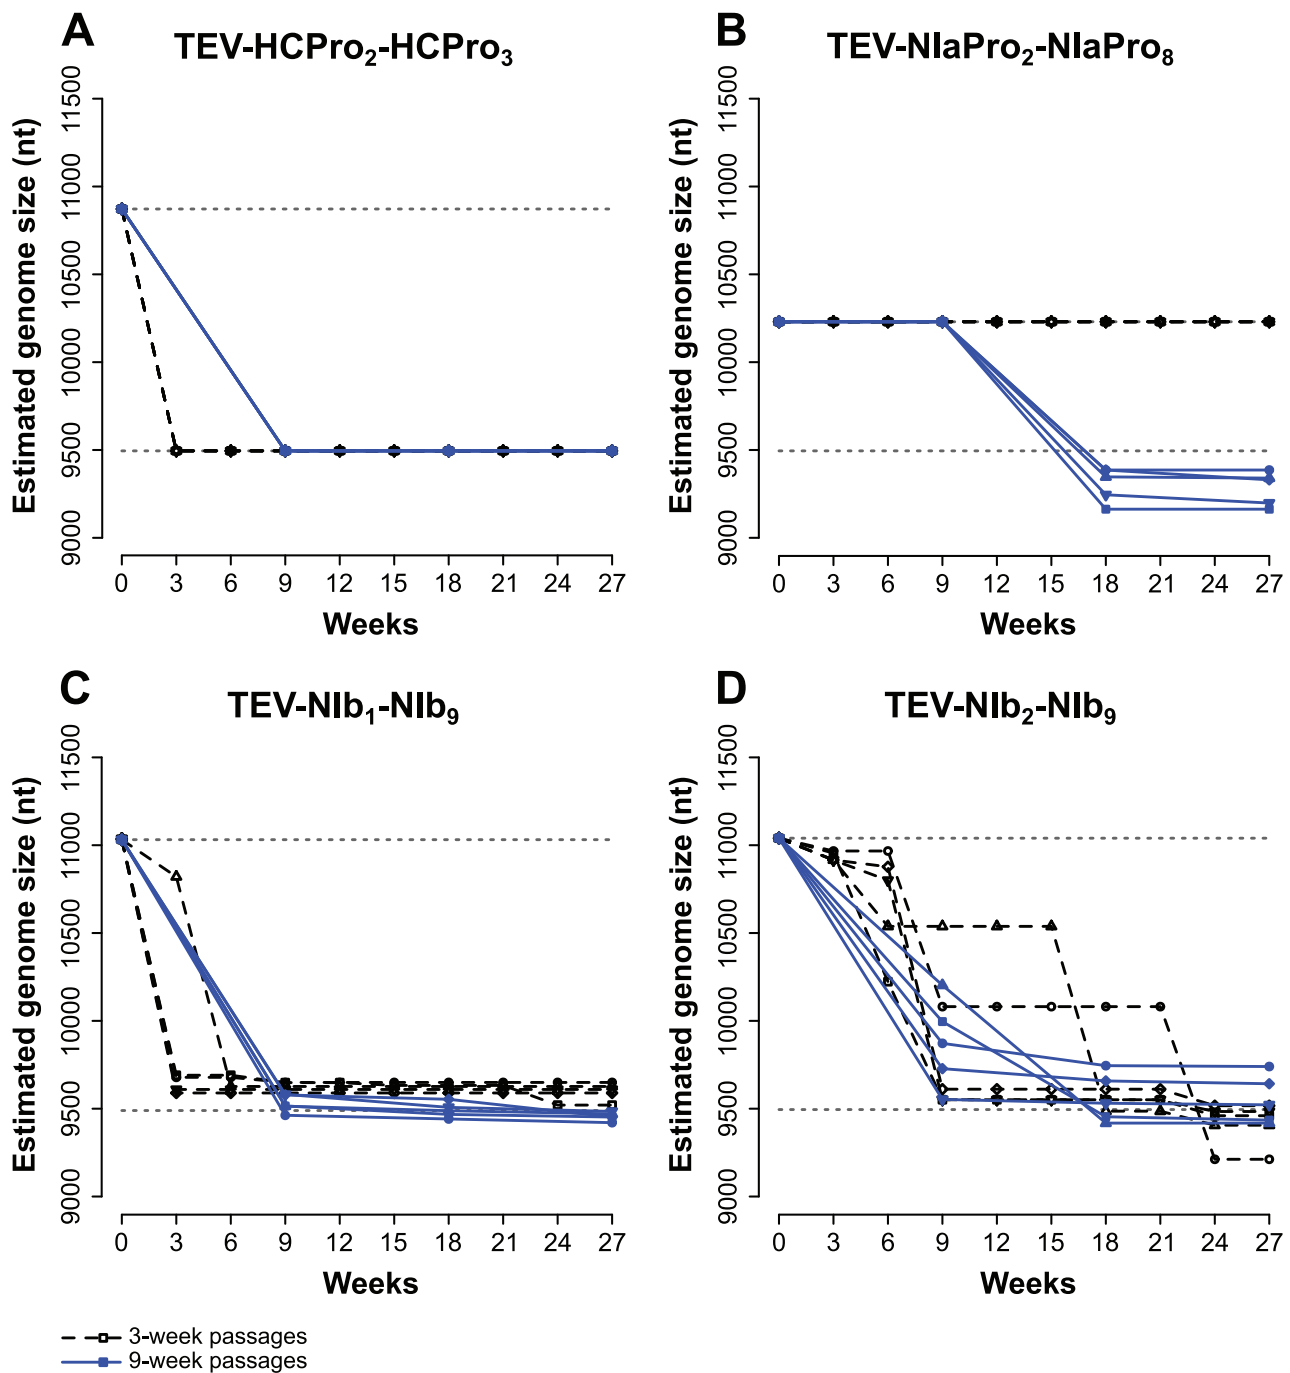 A
TEV-HCPro2-HCPro3
Estimated genome size (nt)
11500
11000
10500
10000
9500
9000
0 3 6 9 12 15 18 21 24 27
Weeks
B
TEV-NIaPro2-NIaPro8
Estimated genome size (nt)
11500
11000
10500
10000
9500
9000
0 3 6 9 12 15 18 21 24 27
Weeks
C
TEV-NIb1-NIb9
Estimated genome size (nt)
11500
11000
10500
10000
9500
9000
0 3 6 9 12 15 18 21 24 27
Weeks
D
TEV-NIb2-NIb9
Estimated genome size (nt)
11500
11000
10500
10000
9500
9000
0 3 6 9 12 15 18 21 24 27
Weeks
3-week passages
9-week passages